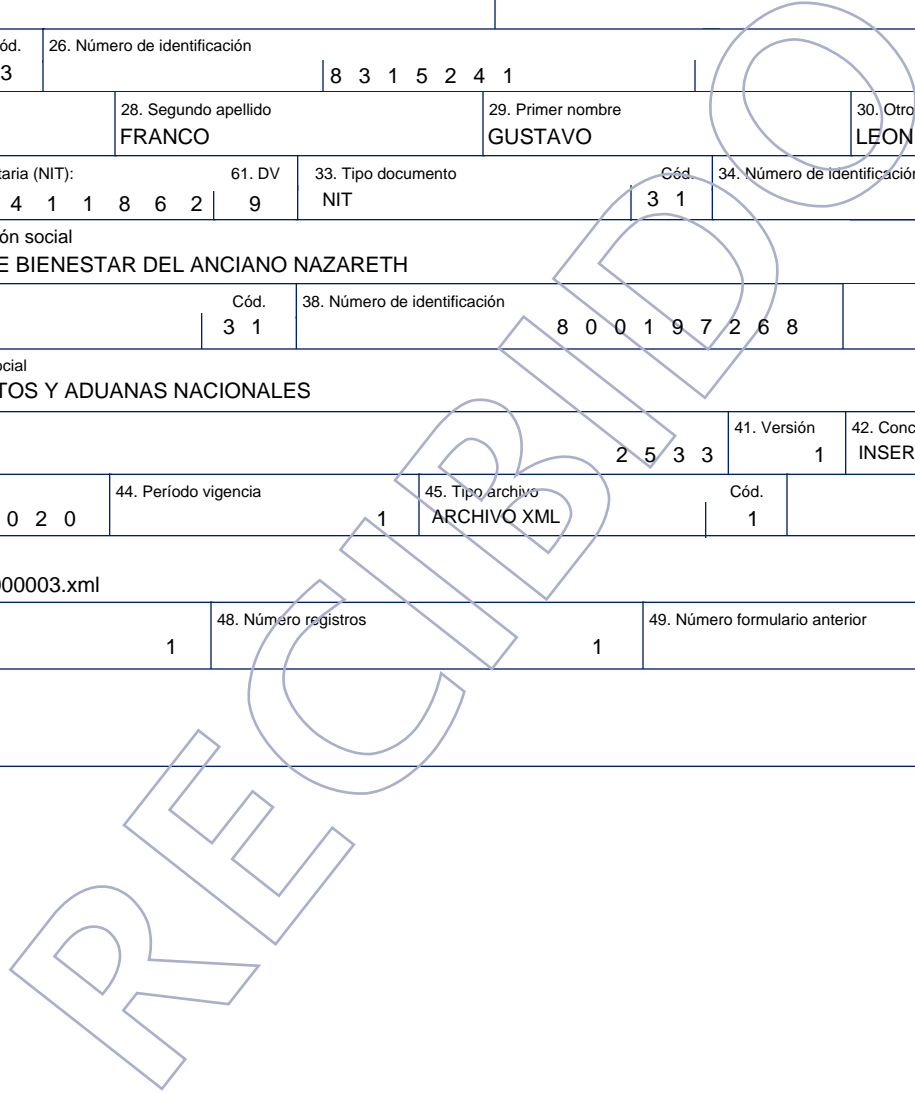 ód. 26. Número de identificación
3 8 3 1 5 2 4 1
28. Segundo apellido 29. Primer nombre 30. Otro
FRANCO GUSTAVO LEON
taria (NIT): 61. DV 33. Tipo documento Cód. 34. Número de identificación
4 1 1 8 6 2 9 NIT 3 1
ón social
E BIENESTAR DEL ANCIANO NAZARETH
Cód. 38. Número de identificación
3 1 8 0 0 1 9 7 2 6 8
ocial
TOS Y ADUANAS NACIONALES
41. Versión 42. Conc
2 5 3 3 1 INSER
44. Período vigencia 45. Tipo archivo Cód.
0 2 0 1 ARCHIVO XML 1
000003.xml
48. Número registros 49. Número formulario anterior
1 1
RECIBIDO